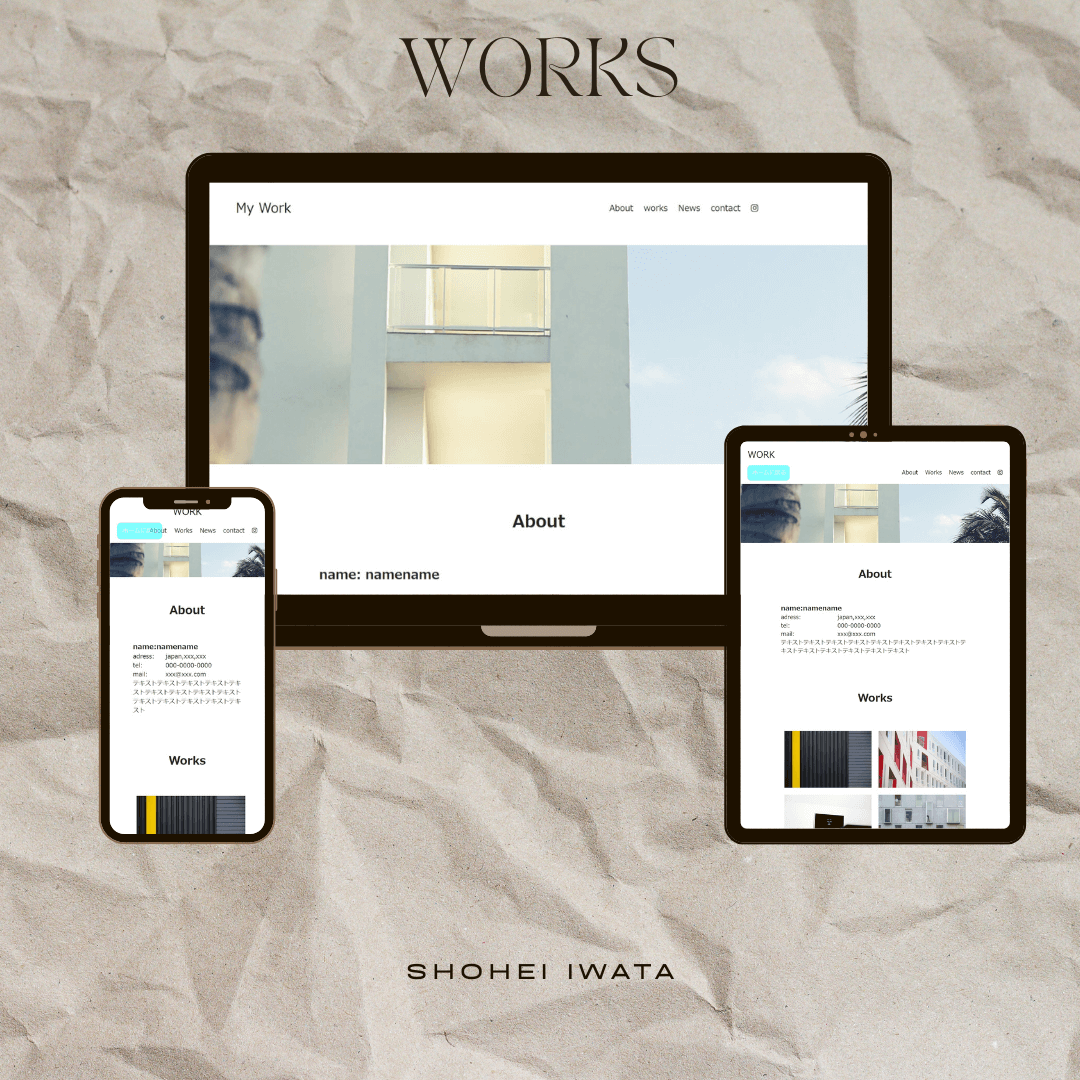 WORKS
My Work
About works News contact
About
name: namename
WORK
About Works News contact
About
name:namename
adress: japan,xxx,xxx
tel: 000-0000-0000
mail: xxx@xxx.com
テキストテキストテキストテキストテキ
ストテキストテキストテキストテキスト
テキストテキストテキストテキストテキ
スト
Works
WORK
About Works News contact
About
name:namename
adress: japan,xxx,xxx
tel: 000-0000-0000
mail: xxx@xxx.com
テキストテキストテキストテキストテキストテキストテキストテキストテキストテ
キストテキストテキストテキストテキストテキスト
Works
SHOHEI IWATA